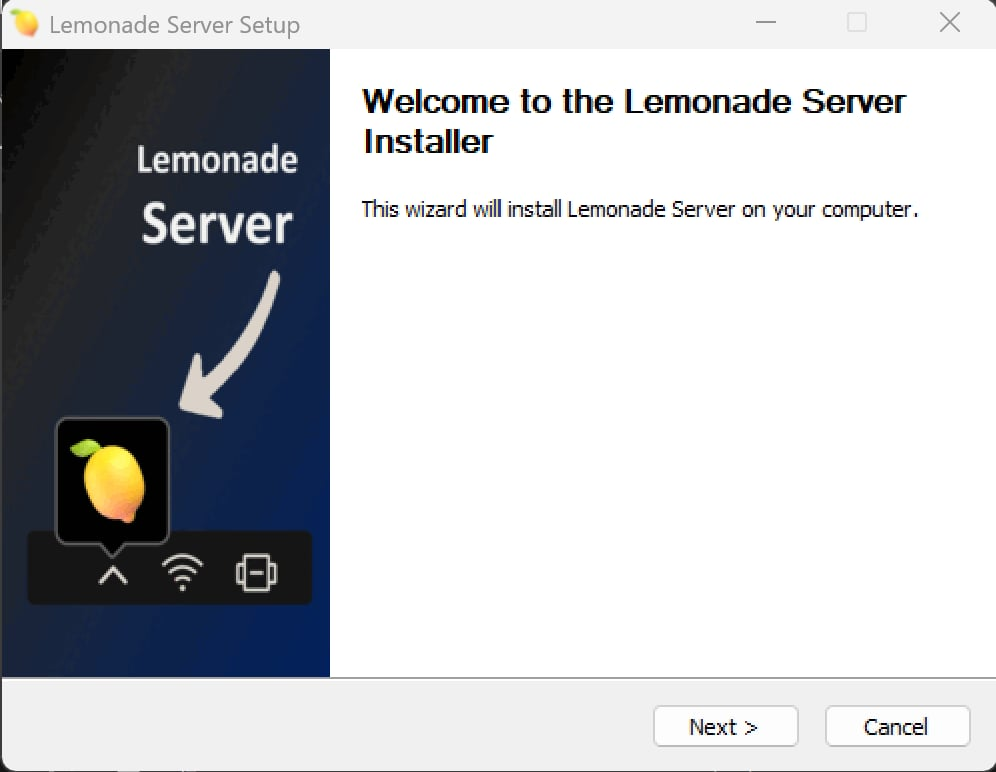 Lemonade Server Setup
Lemonade
Server
Welcome to the Lemonade Server
Installer
This wizard will install Lemonade Server on your computer.
Next >
Cancel